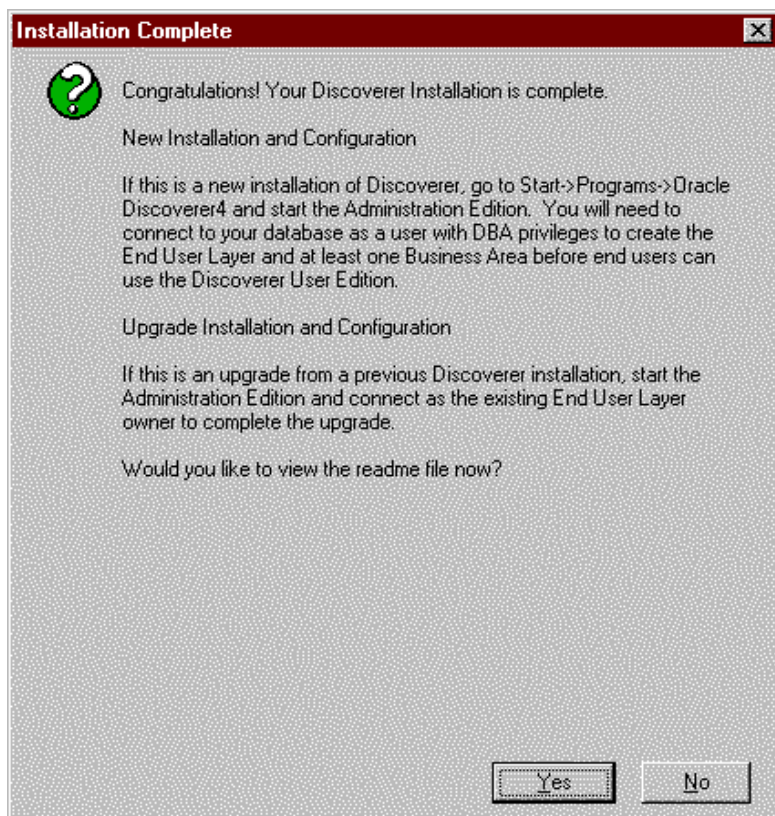 Installation Complete
Congratulations! Your Discoverer Installation is complete.
New Installation and Configuration
If this is a new installation of Discoverer, go to Start->Programs->Oracle
Discoverer4 and start the Administration Edition.  You will need to
connect to your database as a user with DBA privileges to create the
End User Layer and at least one Business Area before end users can
use the Discoverer User Edition.
Upgrade Installation and Configuration
If this is an upgrade from a previous Discoverer installation, start the
Administration Edition and connect as the existing End User Layer
owner to complete the upgrade.
Would you like to view the readme file now?
Yes No